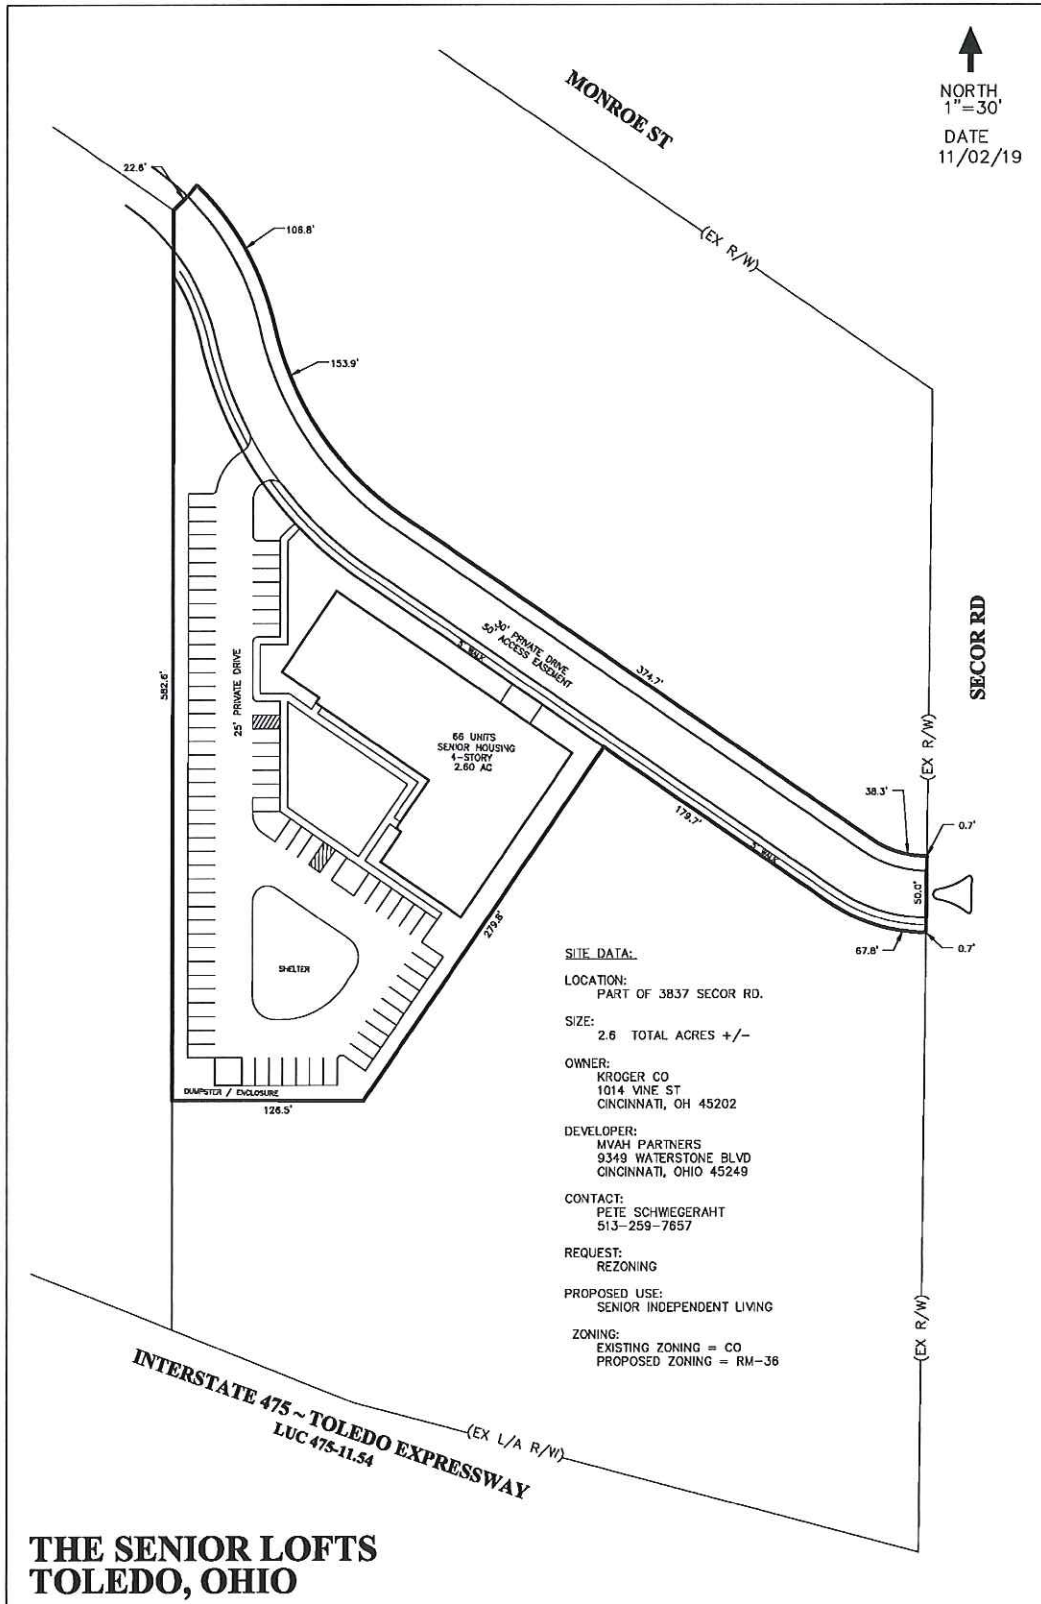 NORTH
1"=30'
DATE
11/02/19
MONROE ST
(EX R/W)
22.6'
108.8'
153.9'
SECOR RD
(EX R/W)
582.6'
25' PRIVATE DRIVE
5' WALK
30' PRIVATE DRIVE
50' ACCESS EASEMENT
374.7'
66 UNITS
SENIOR HOUSING
4-STORY
2.60 AC
38.3'
0.7'
50.0'
179.7'
5' WALK
67.8'
0.7'
279.8'
SHELTER
DUMPSTER / ENCLOSURE
126.5'
SITE DATA:
LOCATION:
PART OF 3837 SECOR RD.
SIZE:
2.6 TOTAL ACRES +/-
OWNER:
KROGER CO
1014 VINE ST
CINCINNATI, OH 45202
DEVELOPER:
MVAH PARTNERS
9349 WATERSTONE BLVD
CINCINNATI, OHIO 45249
CONTACT:
PETE SCHWIEGERAHT
513-259-7657
REQUEST:
REZONING
PROPOSED USE:
SENIOR INDEPENDENT LIVING
ZONING:
EXISTING ZONING = CO
PROPOSED ZONING = RM-36
(EX R/W)
INTERSTATE 475 ~ TOLEDO EXPRESSWAY
LUC 475-11.54
(EX L/A R/W)
THE SENIOR LOFTS
TOLEDO, OHIO